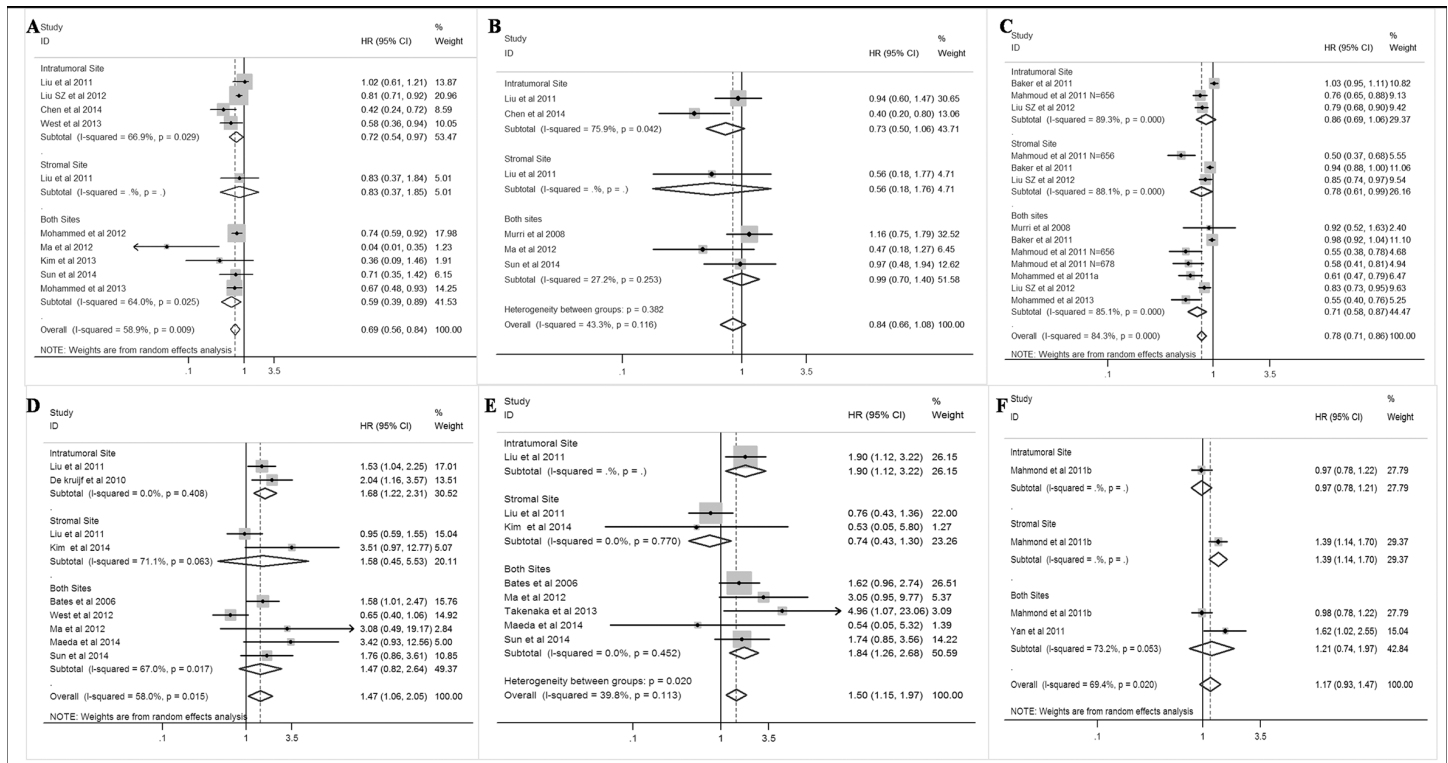 A
Study
ID
HR (95% CI)
%
Weight
Intratumoral Site
Liu et al 2011 1.02 (0.61, 1.21) 13.87
Liu SZ et al 2012 0.81 (0.71, 0.92) 20.96
Chen et al 2014 0.42 (0.24, 0.72) 8.59
West et al 2013 0.58 (0.36, 0.94) 10.05
Subtotal (I-squared = 66.9%, p = 0.029) 0.72 (0.54, 0.97) 53.47
.
Stromal Site
Liu et al 2011 0.83 (0.37, 1.84) 5.01
Subtotal (I-squared = .%, p = .) 0.83 (0.37, 1.85) 5.01
.
Both Sites
Mohammed et al 2012 0.74 (0.59, 0.92) 17.98
Ma et al 2012 0.04 (0.01, 0.35) 1.23
Kim et al 2013 0.36 (0.09, 1.46) 1.91
Sun et al 2014 0.71 (0.35, 1.42) 6.15
Mohammed et al 2013 0.67 (0.48, 0.93) 14.25
Subtotal (I-squared = 64.0%, p = 0.025) 0.59 (0.39, 0.89) 41.53
.
Overall (I-squared = 58.9%, p = 0.009) 0.69 (0.56, 0.84) 100.00
NOTE: Weights are from random effects analysis
.1 1 3.5
B
Study
ID
HR (95% CI)
%
Weight
Intratumoral Site
Liu et al 2011 0.94 (0.60, 1.47) 30.65
Chen et al 2014 0.40 (0.20, 0.80) 13.06
Subtotal (I-squared = 75.9%, p = 0.042) 0.73 (0.50, 1.06) 43.71
.
Stromal Site
Liu et al 2011 0.56 (0.18, 1.77) 4.71
Subtotal (I-squared = .%, p = .) 0.56 (0.18, 1.76) 4.71
.
Both Sites
Murri et al 2008 1.16 (0.75, 1.79) 32.52
Ma et al 2012 0.47 (0.18, 1.27) 6.45
Sun et al 2014 0.97 (0.48, 1.94) 12.62
Subtotal (I-squared = 27.2%, p = 0.253) 0.99 (0.70, 1.40) 51.58
.
Heterogeneity between groups: p = 0.382
Overall (I-squared = 43.3%, p = 0.116) 0.84 (0.66, 1.08) 100.00
.1 1 3.5
C
Study
ID
HR (95% CI)
%
Weight
Intratumoral Site
Baker et al 2011 1.03 (0.95, 1.11) 10.82
Mahmoud et al 2011 N=656 0.76 (0.65, 0.88) 9.13
Liu SZ et al 2012 0.79 (0.68, 0.90) 9.42
Subtotal (I-squared = 89.3%, p = 0.000) 0.86 (0.69, 1.06) 29.37
.
Stromal Site
Mahmoud et al 2011 N=656 0.50 (0.37, 0.68) 5.55
Baker et al 2011 0.94 (0.88, 1.00) 11.06
Liu SZ et al 2012 0.85 (0.74, 0.97) 9.54
Subtotal (I-squared = 88.1%, p = 0.000) 0.78 (0.61, 0.99) 26.16
.
Both sites
Murri et al 2008 0.92 (0.52, 1.63) 2.40
Baker et al 2011 0.98 (0.92, 1.04) 11.10
Mahmoud et al 2011 N=656 0.55 (0.38, 0.78) 4.68
Mahmoud et al 2011 N=678 0.58 (0.41, 0.81) 4.94
Mohammed et al 2011a 0.61 (0.47, 0.79) 6.47
Liu SZ et al 2012 0.83 (0.73, 0.95) 9.63
Mohammed et al 2013 0.55 (0.40, 0.76) 5.25
Subtotal (I-squared = 85.1%, p = 0.000) 0.71 (0.58, 0.87) 44.47
.
Overall (I-squared = 84.3%, p = 0.000) 0.78 (0.71, 0.86) 100.00
NOTE: Weights are from random effects analysis
.1 1 3.5
D
Study
ID
HR (95% CI)
%
Weight
Intratumoral Site
Liu et al 2011 1.53 (1.04, 2.25) 17.01
De kruijf et al 2010 2.04 (1.16, 3.57) 13.51
Subtotal (I-squared = 0.0%, p = 0.408) 1.68 (1.22, 2.31) 30.52
.
Stromal Site
Liu et al 2011 0.95 (0.59, 1.55) 15.04
Kim et al 2014 3.51 (0.97, 12.77) 5.07
Subtotal (I-squared = 71.1%, p = 0.063) 1.58 (0.45, 5.53) 20.11
.
Both Sites
Bates et al 2006 1.58 (1.01, 2.47) 15.76
West et al 2012 0.65 (0.40, 1.06) 14.92
Ma et al 2012 3.08 (0.49, 19.17) 2.84
Maeda et al 2014 3.42 (0.93, 12.56) 5.00
Sun et al 2014 1.76 (0.86, 3.61) 10.85
Subtotal (I-squared = 67.0%, p = 0.017) 1.47 (0.82, 2.64) 49.37
.
Overall (I-squared = 58.0%, p = 0.015) 1.47 (1.06, 2.05) 100.00
NOTE: Weights are from random effects analysis
.1 1 3.5
E
Study
ID
HR (95% CI)
%
Weight
Intratumoral Site
Liu et al 2011 1.90 (1.12, 3.22) 26.15
Subtotal (I-squared = .%, p = .) 1.90 (1.12, 3.22) 26.15
.
Stromal Site
Liu et al 2011 0.76 (0.43, 1.36) 22.00
Kim et al 2014 0.53 (0.05, 5.80) 1.27
Subtotal (I-squared = 0.0%, p = 0.770) 0.74 (0.43, 1.30) 23.26
.
Both Sites
Bates et al 2006 1.62 (0.96, 2.74) 26.51
Ma et al 2012 3.05 (0.95, 9.77) 5.37
Takenaka et al 2013 4.96 (1.07, 23.06) 3.09
Maeda et al 2014 0.54 (0.05, 5.32) 1.39
Sun et al 2014 1.74 (0.85, 3.56) 14.22
Subtotal (I-squared = 0.0%, p = 0.452) 1.84 (1.26, 2.68) 50.59
.
Heterogeneity between groups: p = 0.020
Overall (I-squared = 39.8%, p = 0.113) 1.50 (1.15, 1.97) 100.00
.1 1 3.5
F
Study
ID
HR (95% CI)
%
Weight
Intratumoral Site
Mahmond et al 2011b 0.97 (0.78, 1.22) 27.79
Subtotal (I-squared = .%, p = .) 0.97 (0.78, 1.21) 27.79
.
Stromal Site
Mahmond et al 2011b 1.39 (1.14, 1.70) 29.37
Subtotal (I-squared = .%, p = .) 1.39 (1.14, 1.70) 29.37
.
Both Sites
Mahmond et al 2011b 0.98 (0.78, 1.22) 27.79
Yan et al 2011 1.62 (1.02, 2.55) 15.04
Subtotal (I-squared = 73.2%, p = 0.053) 1.21 (0.74, 1.97) 42.84
.
Overall (I-squared = 69.4%, p = 0.020) 1.17 (0.93, 1.47) 100.00
NOTE: Weights are from random effects analysis
.1 1 3.5